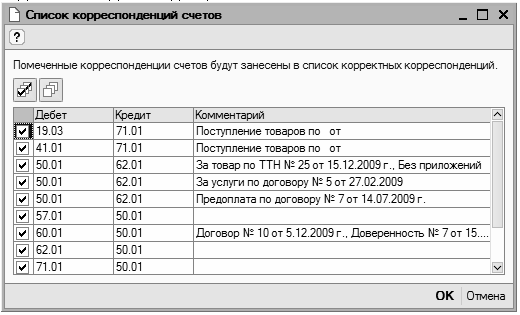 Список корреспонденций счетов
?
Помеченные корреспонденции счетов будут занесены в список корректных корреспонденций.
Дебет Кредит Комментарий
19.03 71.01 Поступление товаров по от
41.01 71.01 Поступление товаров по от
50.01 62.01 За товар по ТТН № 25 от 15.12.2009 г., Без приложений
50.01 62.01 За услуги по договору № 5 от 27.02.2009
50.01 62.01 Предоплата по договору № 7 от 14.07.2009 г.
57.01 50.01
60.01 50.01 Договор № 10 от 5.12.2009 г., Доверенность № 7 от 15....
62.01 50.01
71.01 50.01
OK Отмена